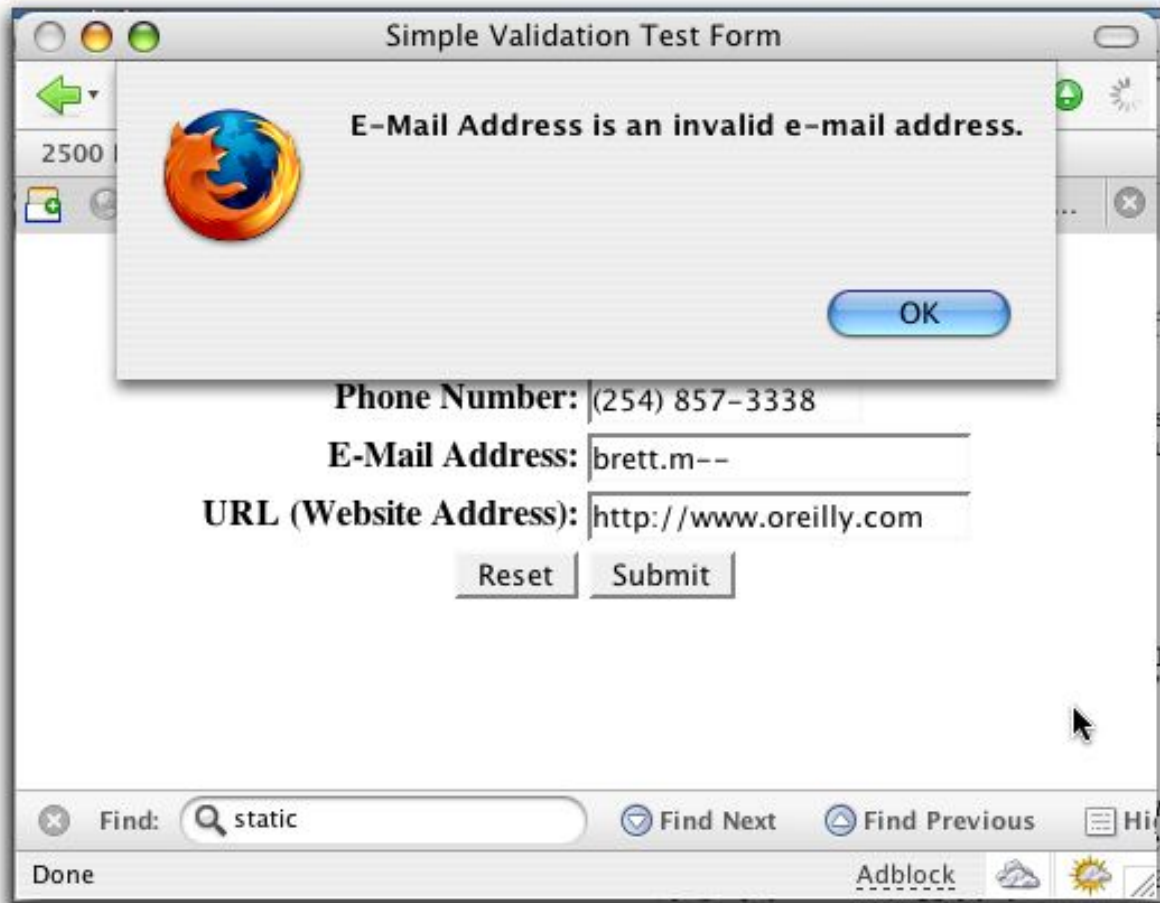 Simple Validation Test Form
E-Mail Address is an invalid e-mail address.
2500
...
OK
Phone Number: (254) 857-3338
E-Mail Address: brett.m--
URL (Website Address): http://www.oreilly.com
Reset Submit
Find: static Find Next Find Previous Hi
Done Adblock